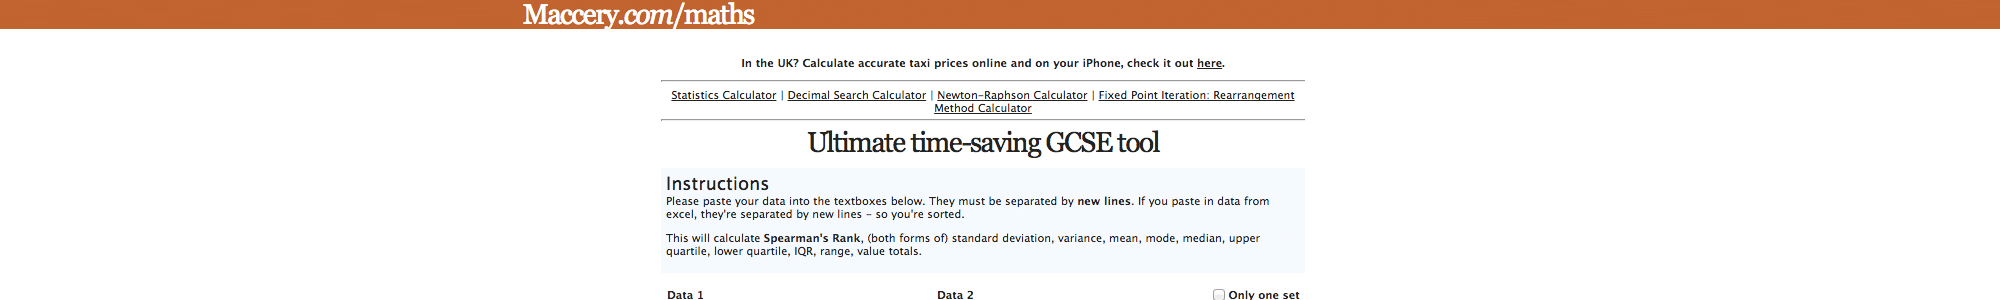 Maccery.com/maths
In the UK? Calculate accurate taxi prices online and on your iPhone, check it out here.
Statistics Calculator | Decimal Search Calculator | Newton-Raphson Calculator | Fixed Point Iteration: Rearrangement
Method Calculator
Ultimate time-saving GCSE tool
Instructions
Please paste your data into the textboxes below. They must be separated by new lines. If you paste in data from
excel, they're separated by new lines - so you're sorted.
This will calculate Spearman's Rank, (both forms of) standard deviation, variance, mean, mode, median, upper
quartile, lower quartile, IQR, range, value totals.
Data 1 Data 2 Only one set